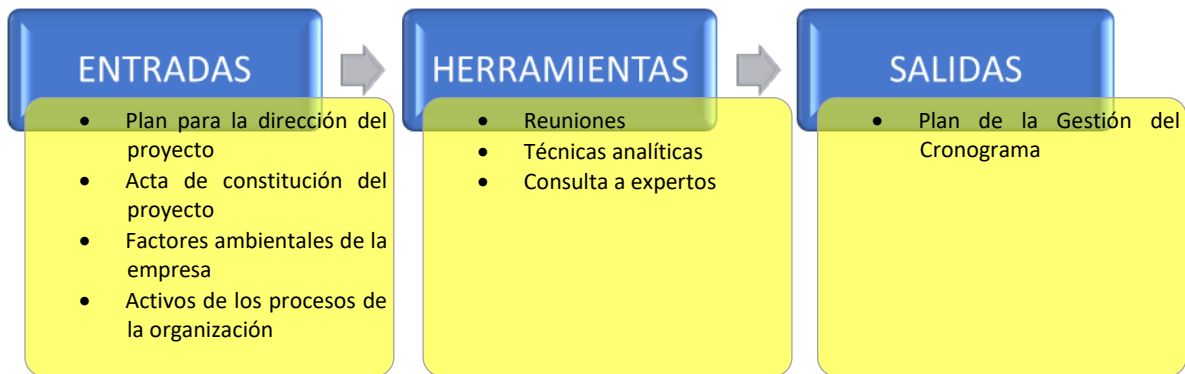 ENTRADAS
• Plan para la dirección del
proyecto
• Acta de constitución del
proyecto
• Factores ambientales de la
empresa
• Activos de los procesos de
la organización
HERRAMIENTAS
• Reuniones
• Técnicas analíticas
• Consulta a expertos
SALIDAS
• Plan de la Gestión del
Cronograma